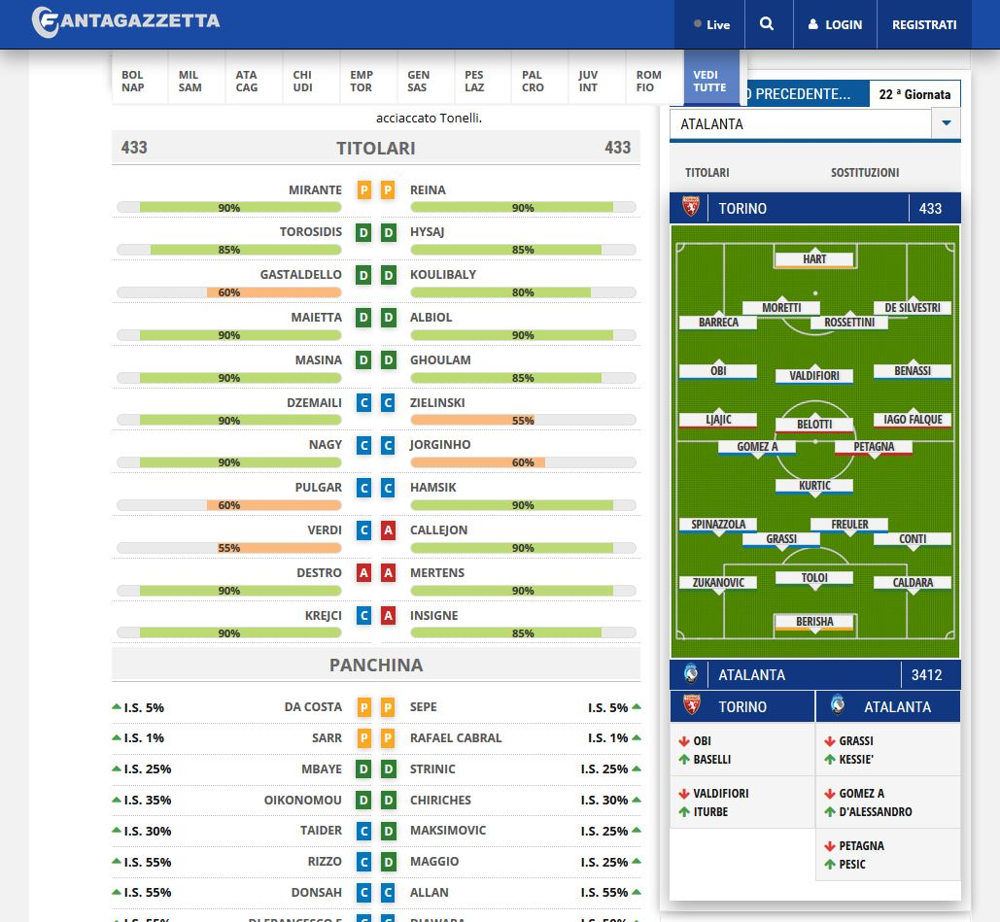 FANTAGAZZETTA
Live
LOGIN
REGISTRATI
BOL NAP
MIL SAM
ATA CAG
CHI UDI
EMP TOR
GEN SAS
PES LAZ
PAL CRO
JUV INT
ROM FIO
VEDI TUTTE
acciaccato Tonelli.
433 TITOLARI 433
MIRANTE P P REINA
90% 90%
TOROSIDIS D D HYSAJ
85% 85%
GASTALDELLO D D KOULIBALY
60% 80%
MAIETTA D D ALBIOL
90% 90%
MASINA D D GHOULAM
90% 85%
DZEMAILI C C ZIELINSKI
90% 55%
NAGY C C JORGINHO
90% 60%
PULGAR C C HAMSIK
60% 90%
VERDI C A CALLEJON
55% 90%
DESTRO A A MERTENS
90% 90%
KREJCI C A INSIGNE
90% 85%
PANCHINA
I.S. 5% DA COSTA P P SEPE I.S. 5%
I.S. 1% SARR P P RAFAEL CABRAL I.S. 1%
I.S. 25% MBAYE D D STRINIC I.S. 25%
I.S. 35% OIKONOMOU D D CHIRICHES I.S. 30%
I.S. 30% TAIDER C D MAKSIMOVIC I.S. 25%
I.S. 55% RIZZO C D MAGGIO I.S. 25%
I.S. 55% DONSAH C C ALLAN I.S. 55%
O PRECEDENTE... 22 ª Giornata
ATALANTA
TITOLARI SOSTITUZIONI
TORINO 433
HART
MORETTI DE SILVESTRI
BARRECA ROSSETTINI
OBI VALDIFIORI BENASSI
LJAJIC BELOTTI IAGO FALQUE
GOMEZ A PETAGNA
KURTIC
SPINAZZOLA FREULER
GRASSI CONTI
ZUKANOVIC TOLOI CALDARA
BERISHA
ATALANTA 3412
TORINO ATALANTA
OBI GRASSI
BASELLI KESSIE'
VALDIFIORI GOMEZ A
ITURBE D'ALESSANDRO
PETAGNA
PESIC